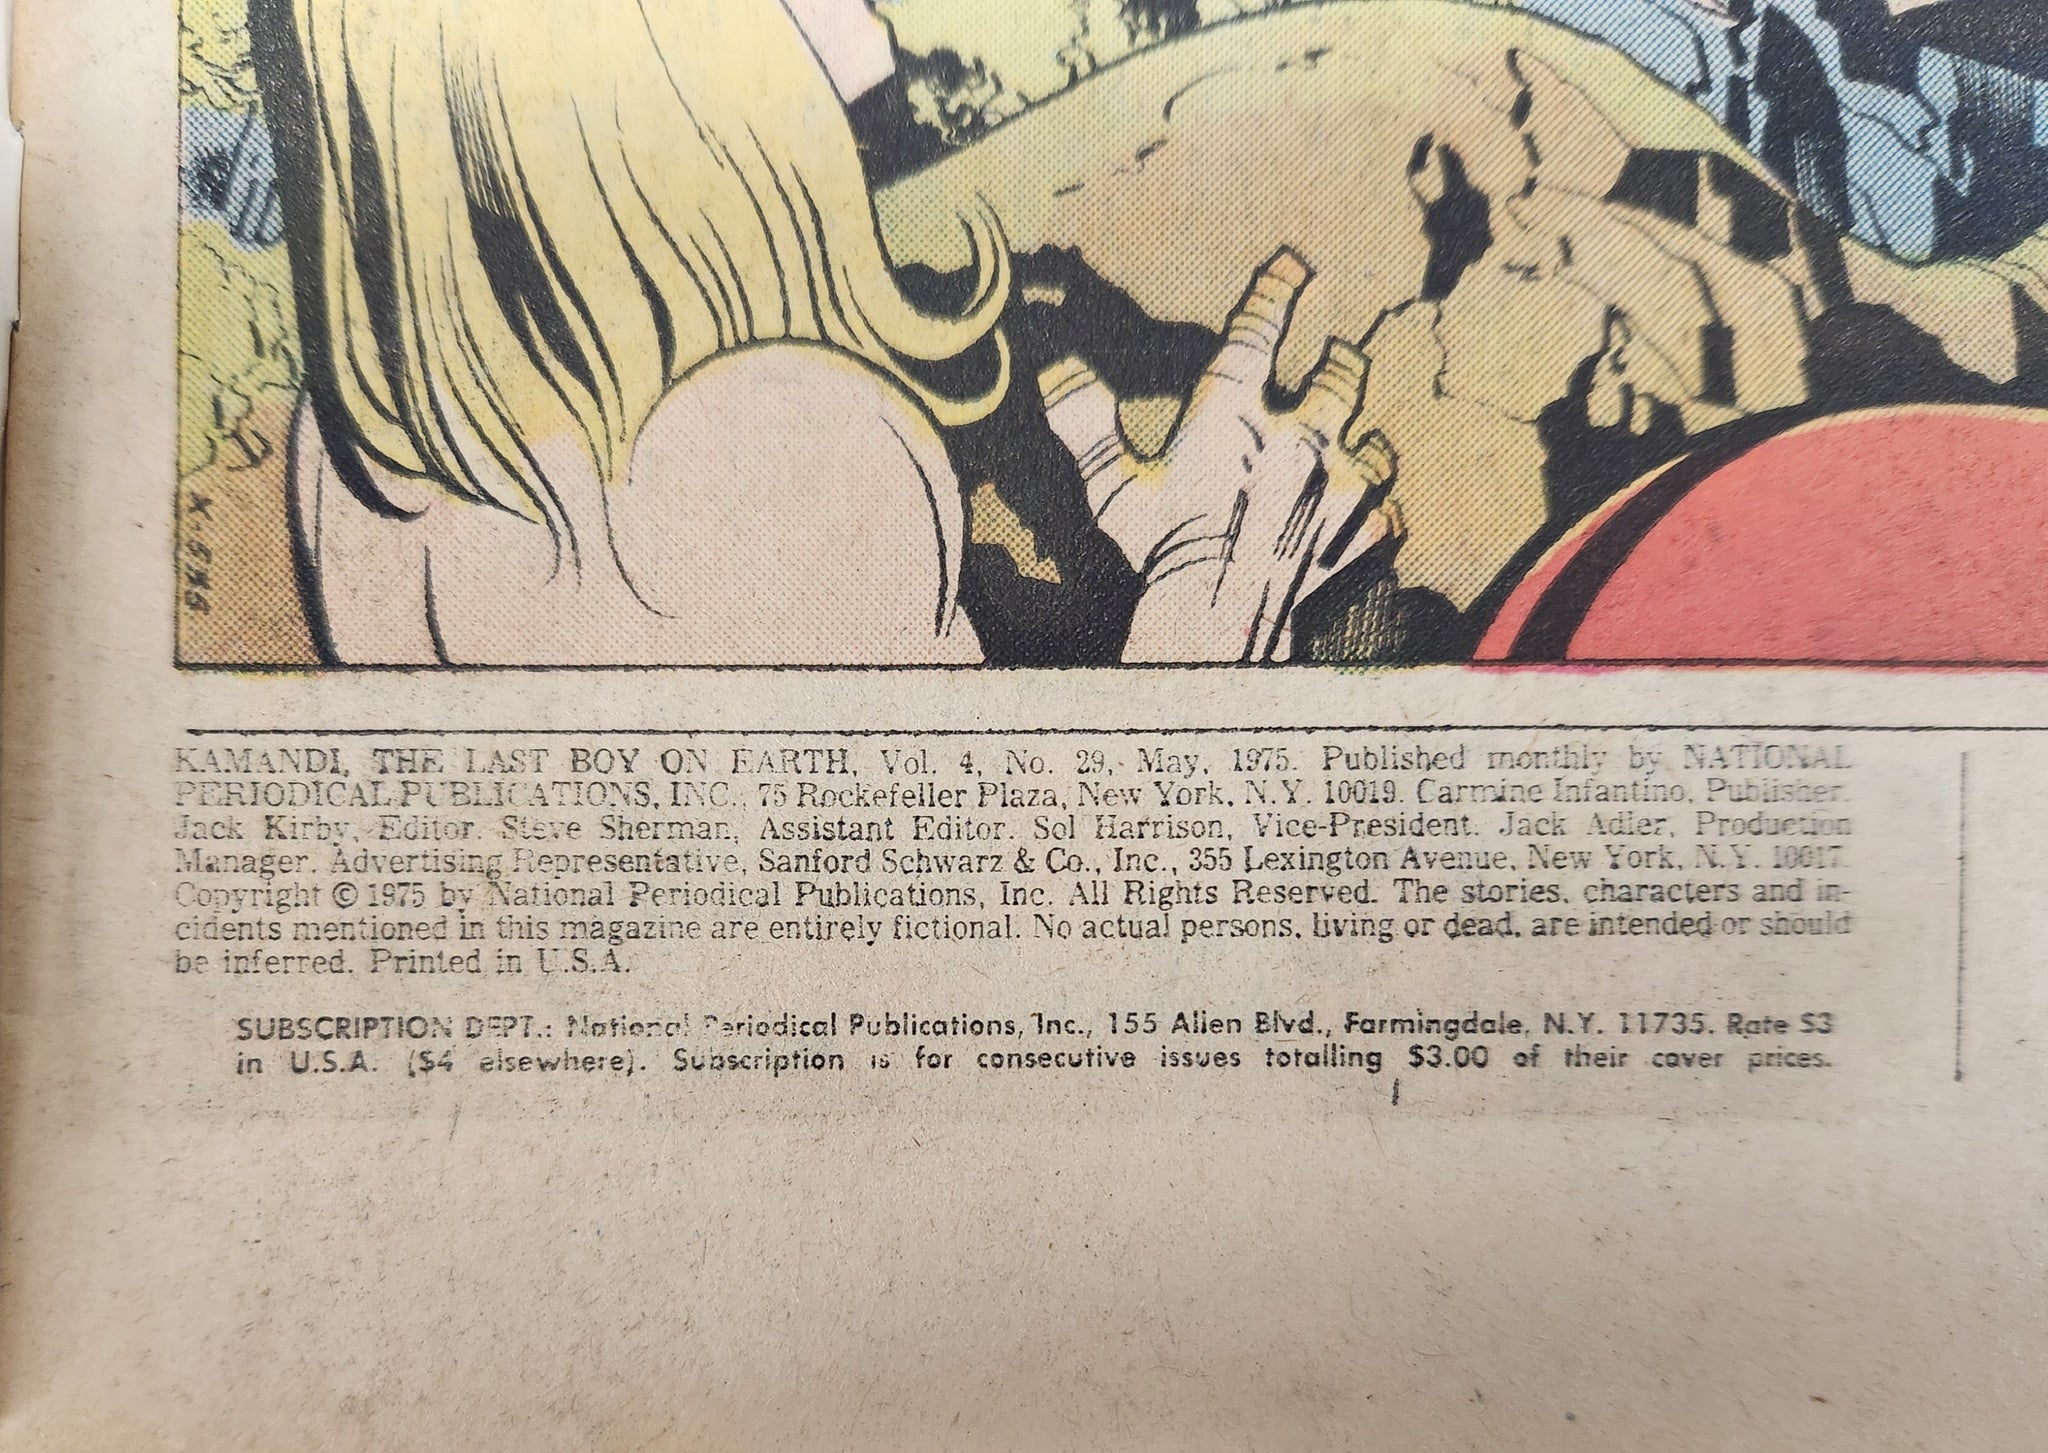 X-535
KAMANDI, THE LAST BOY ON EARTH, Vol. 4, No. 29, May, 1975. Published monthly by NATIONAL
PERIODICAL PUBLICATIONS, INC., 75 Rockefeller Plaza, New York, N.Y. 10019. Carmine Infantino, Publisher.
Jack Kirby, Editor. Steve Sherman, Assistant Editor. Sol Harrison, Vice-President. Jack Adler, Production
Manager. Advertising Representative, Sanford Schwarz & Co., Inc., 355 Lexington Avenue, New York, N.Y. 10017.
Copyright © 1975 by National Periodical Publications, Inc. All Rights Reserved. The stories, characters and in-
cidents mentioned in this magazine are entirely fictional. No actual persons, living or dead, are intended or should
be inferred. Printed in U.S.A.
SUBSCRIPTION DEPT.: National Periodical Publications, Inc., 155 Allen Blvd., Farmingdale, N.Y. 11735. Rate $3
in U.S.A. ($4 elsewhere). Subscription is for consecutive issues totalling $3.00 of their cover prices.